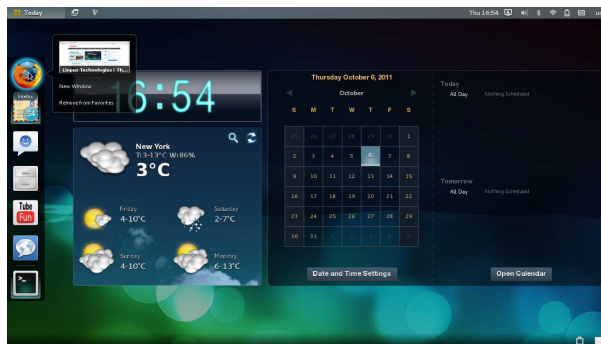 Today
Thu 16:54
Linpus Technologies | Th...
New Window
Remove from Favorites
Firefox
16:54
New York
T:3-13°C W:86%
3°C
Friday
4-10°C
Saturday
2-7°C
Sunday
4-10°C
Monday
6-13°C
Tube
Fun
Thursday October 6, 2011
October
S M T W T F S
25 26 27 28 29 30 1
2 3 4 5 6 7 8
9 10 11 12 13 14 15
16 17 18 19 20 21 22
23 24 25 26 27 28 29
30 31 1 2 3 4 5
Date and Time Settings
Today
All Day Nothing Scheduled
Tomorrow
All Day Nothing Scheduled
Open Calendar